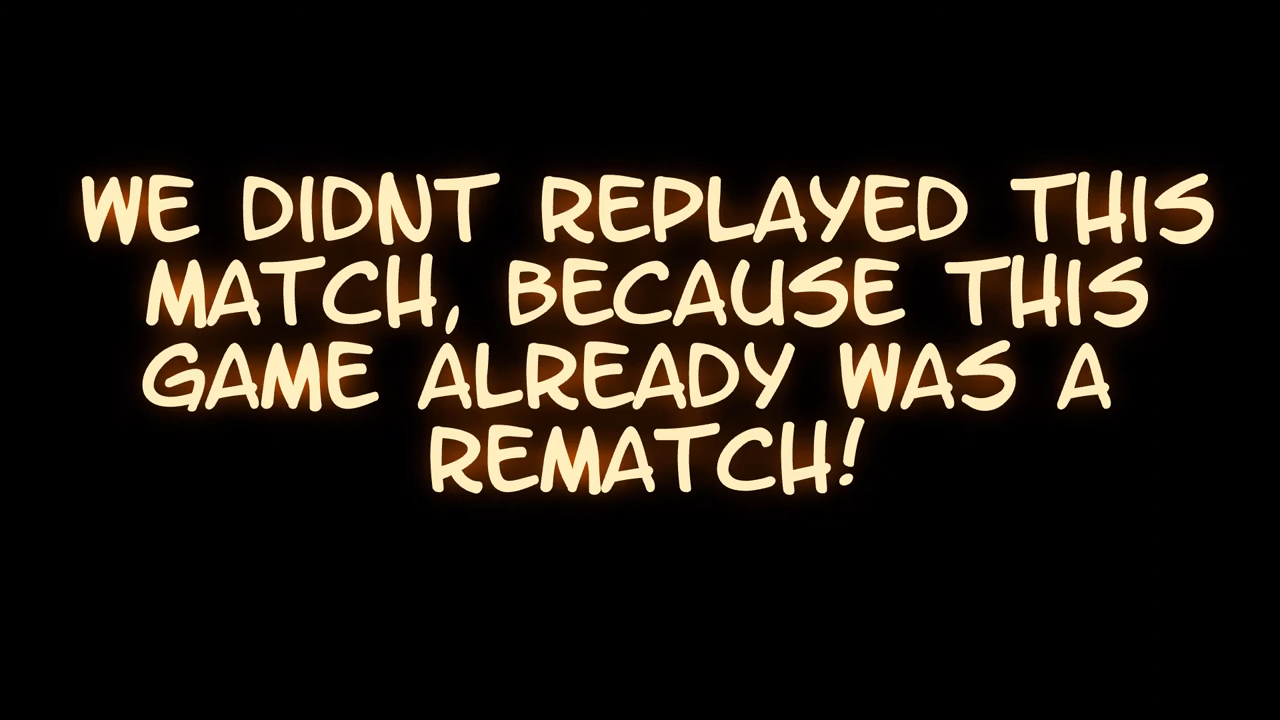 WE DIDNT REPLAYED THIS
MATCH, BECAUSE THIS
GAME ALREADY WAS A
REMATCH!